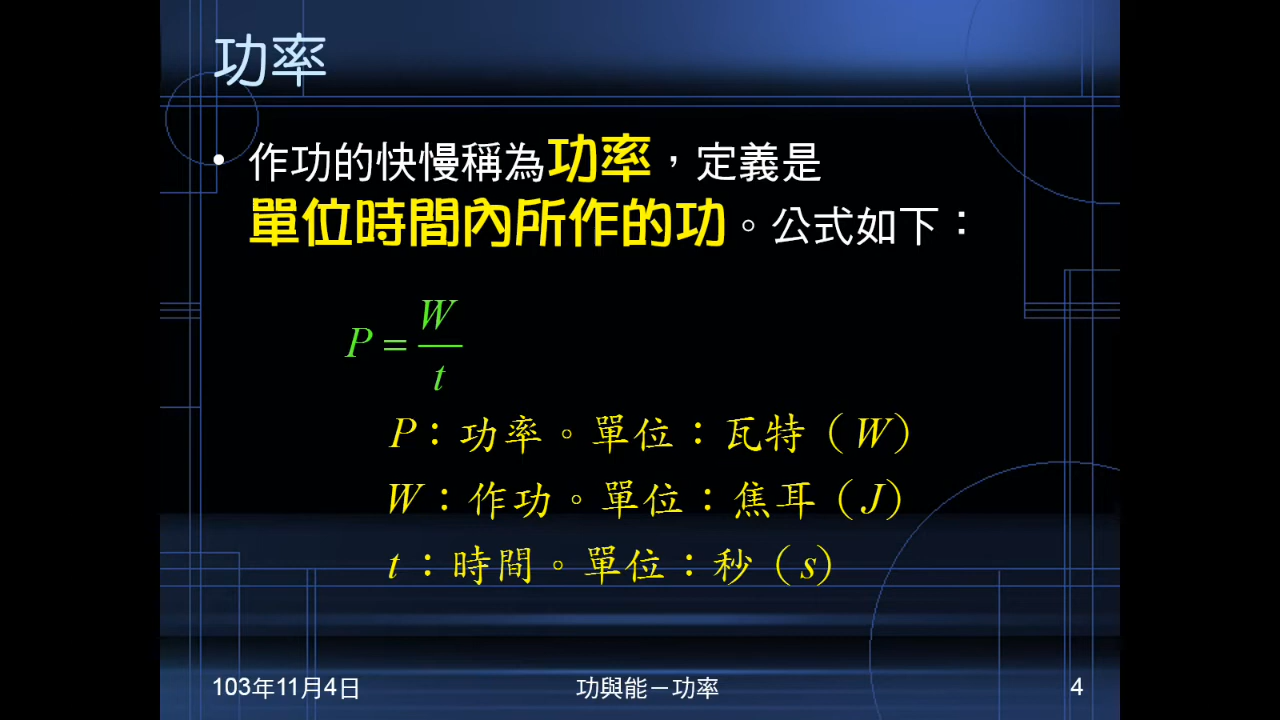 功率
• 作功的快慢稱為功率，定義是
單位時間內所作的功。公式如下：
P = W/t
P：功率。單位：瓦特（W）
W：作功。單位：焦耳（J）
t：時間。單位：秒（s）
103年11月4日 功與能－功率 4